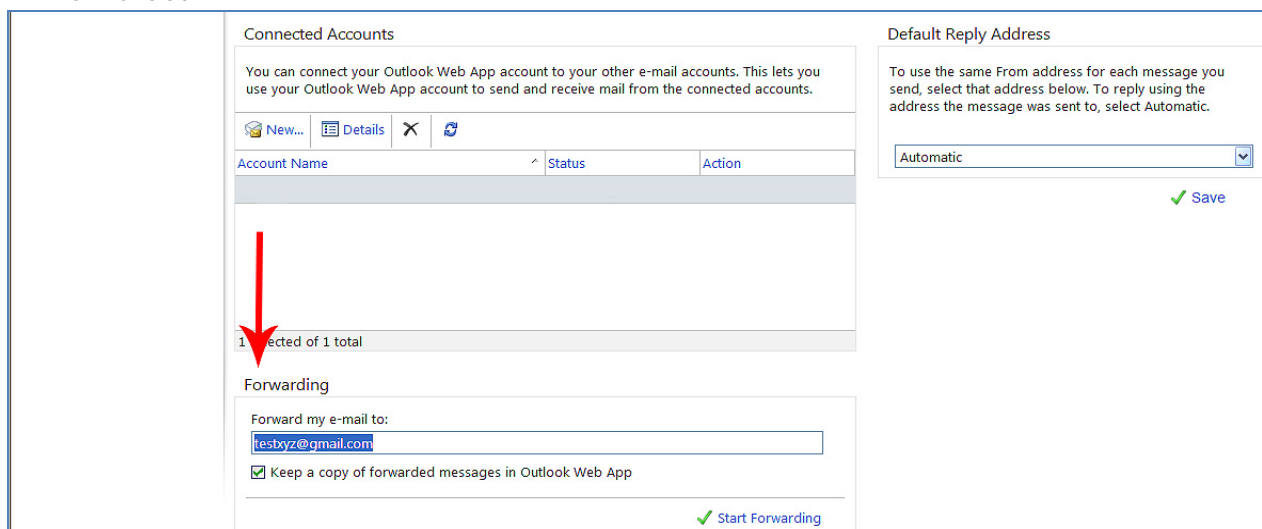 Connected Accounts
You can connect your Outlook Web App account to your other e-mail accounts. This lets you
use your Outlook Web App account to send and receive mail from the connected accounts.
New... Details
Account Name Status Action
1 of 1 total
Forwarding
Forward my e-mail to:
testxyz@gmail.com
Keep a copy of forwarded messages in Outlook Web App
Start Forwarding
Default Reply Address
To use the same From address for each message you
send, select that address below. To reply using the
address the message was sent to, select Automatic.
Automatic
Save